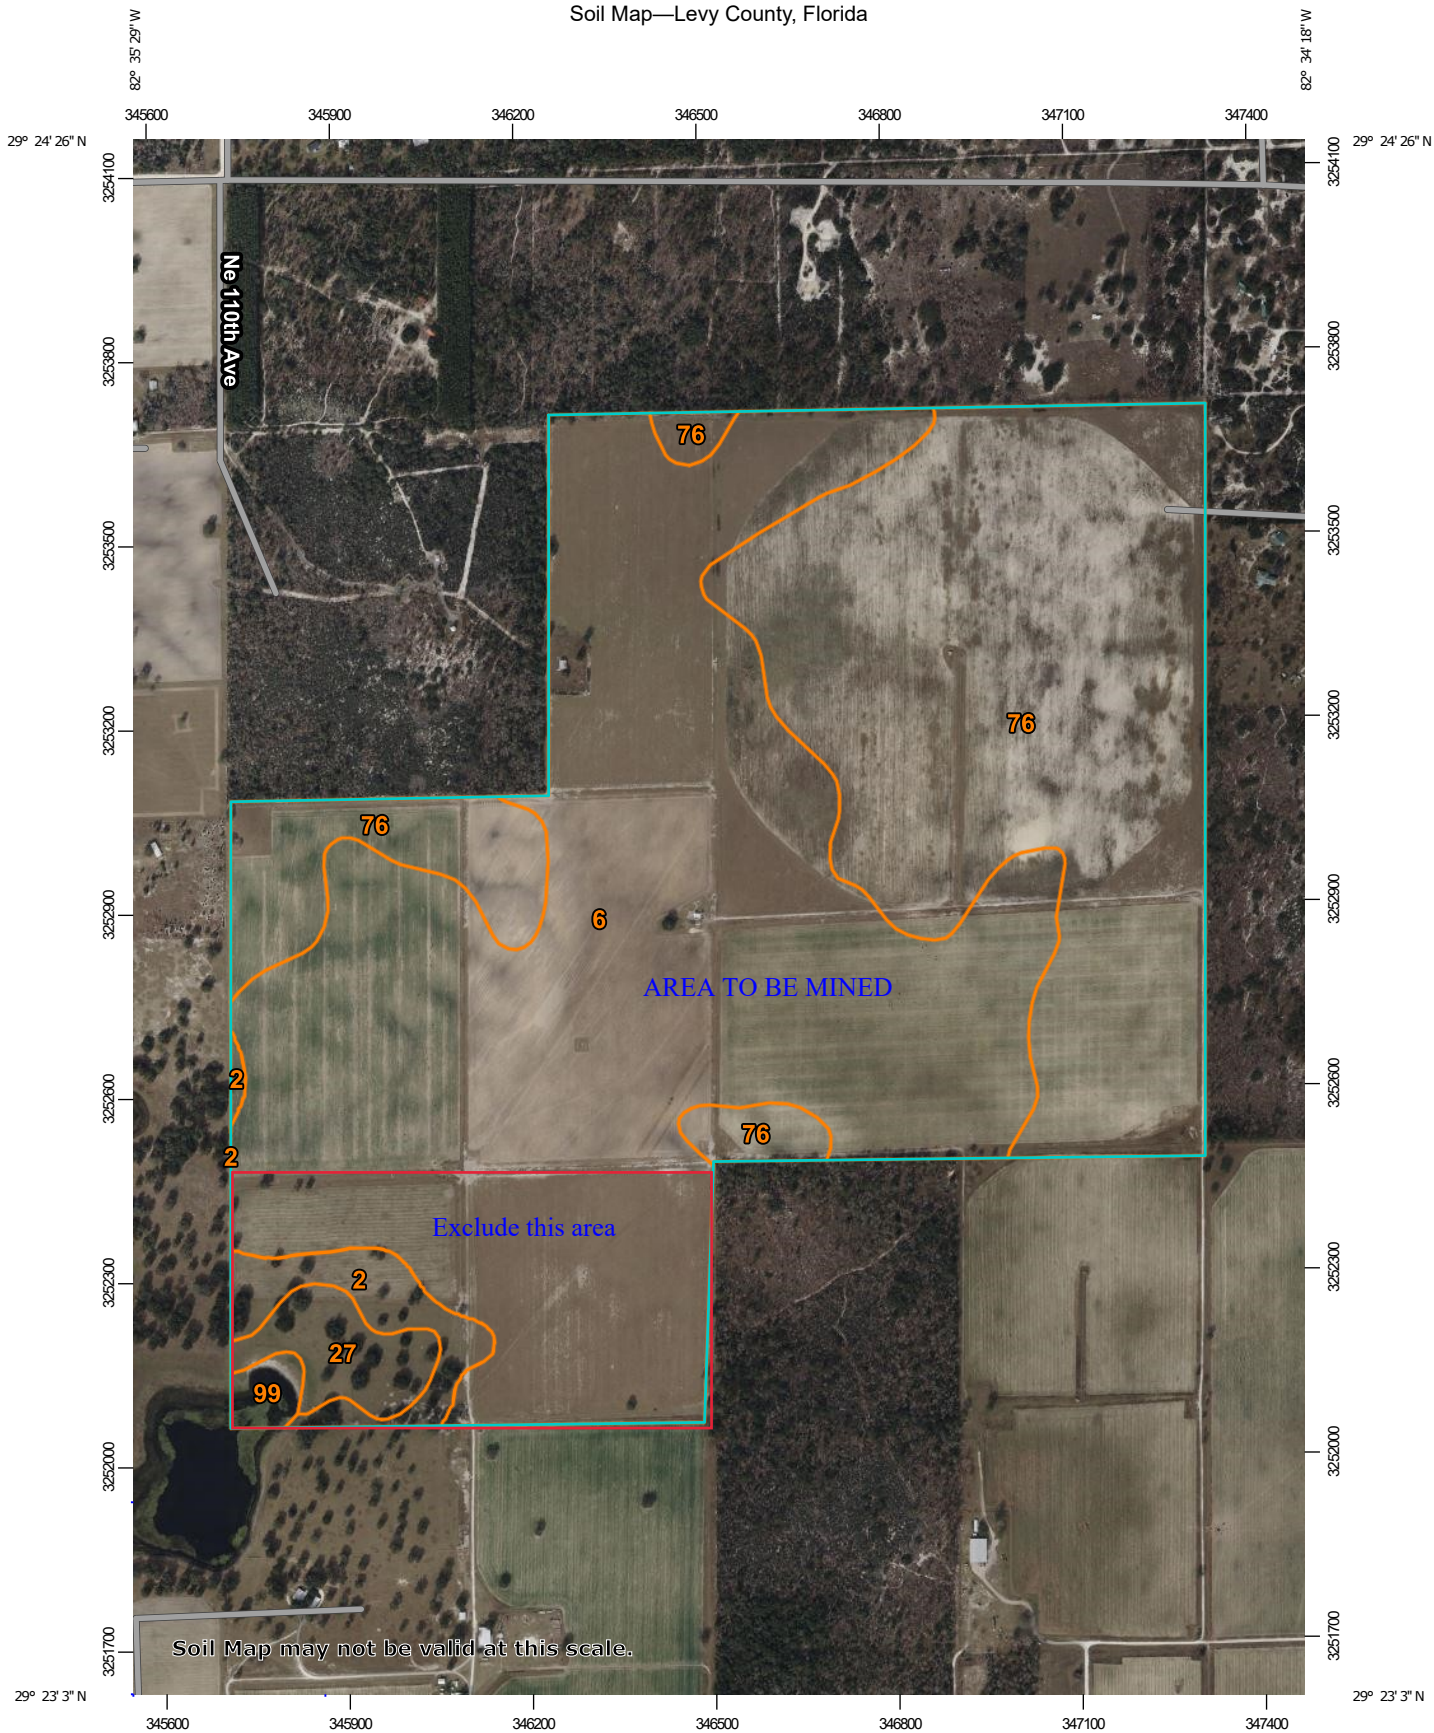 Soil Map—Levy County, Florida
82° 35' 29'' W
82° 34' 18'' W
345600 345900 346200 346500 346800 347100 347400
29° 24' 26'' N
29° 24' 26'' N
3254100
3254100
Ne 110th Ave
3253800
3253800
76
3253500
3253500
3253200
3253200
76
76
6
3252900
3252900
AREA TO BE MINED
2
3252600
3252600
76
2
Exclude this area
2
3252300
3252300
27
99
3252000
3252000
Soil Map may not be valid at this scale.
3251700
3251700
29° 23' 3'' N
29° 23' 3'' N
345600 345900 346200 346500 346800 347100 347400